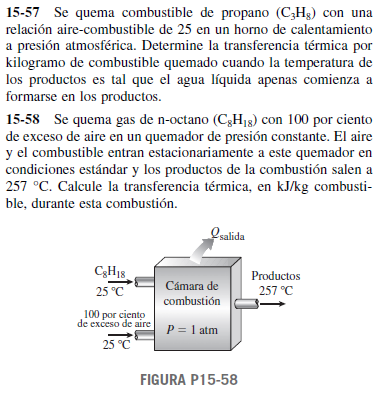 15-57 Se quema combustible de propano (C₃H₈) con una
relación aire-combustible de 25 en un horno de calentamiento
a presión atmosférica. Determine la transferencia térmica por
kilogramo de combustible quemado cuando la temperatura de
los productos es tal que el agua líquida apenas comienza a
formarse en los productos.
15-58 Se quema gas de n-octano (C₈H₁₈) con 100 por ciento
de exceso de aire en un quemador de presión constante. El aire
y el combustible entran estacionariamente a este quemador en
condiciones estándar y los productos de la combustión salen a
257 °C. Calcule la transferencia térmica, en kJ/kg combusti-
ble, durante esta combustión.
Q̇salida
C₈H₁₈
25 °C
Cámara de
combustión
Productos
257 °C
100 por ciento
de exceso de aire
25 °C
P = 1 atm
FIGURA P15-58